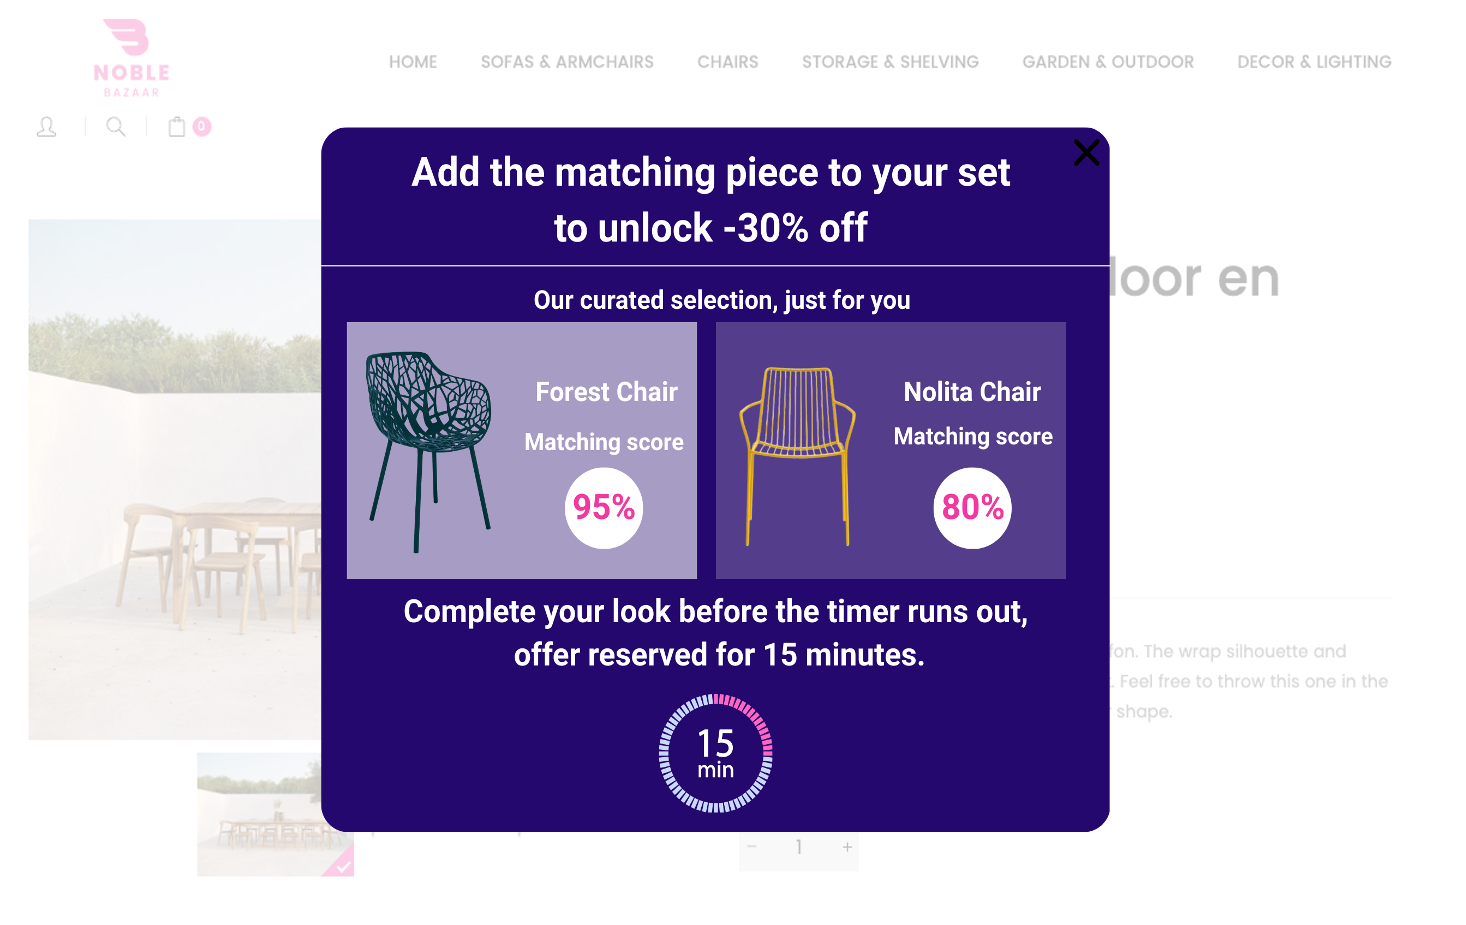 NOBLE
BAZAAR
HOME SOFAS & ARMCHAIRS CHAIRS STORAGE & SHELVING GARDEN & OUTDOOR DECOR & LIGHTING
0
Add the matching piece to your set
to unlock -30% off
Our curated selection, just for you
Forest Chair
Matching score
95%
Nolita Chair
Matching score
80%
Complete your look before the timer runs out,
offer reserved for 15 minutes.
15
min
en
The wrap silhouette and
Feel free to throw this one in the
shape.
− 1 +